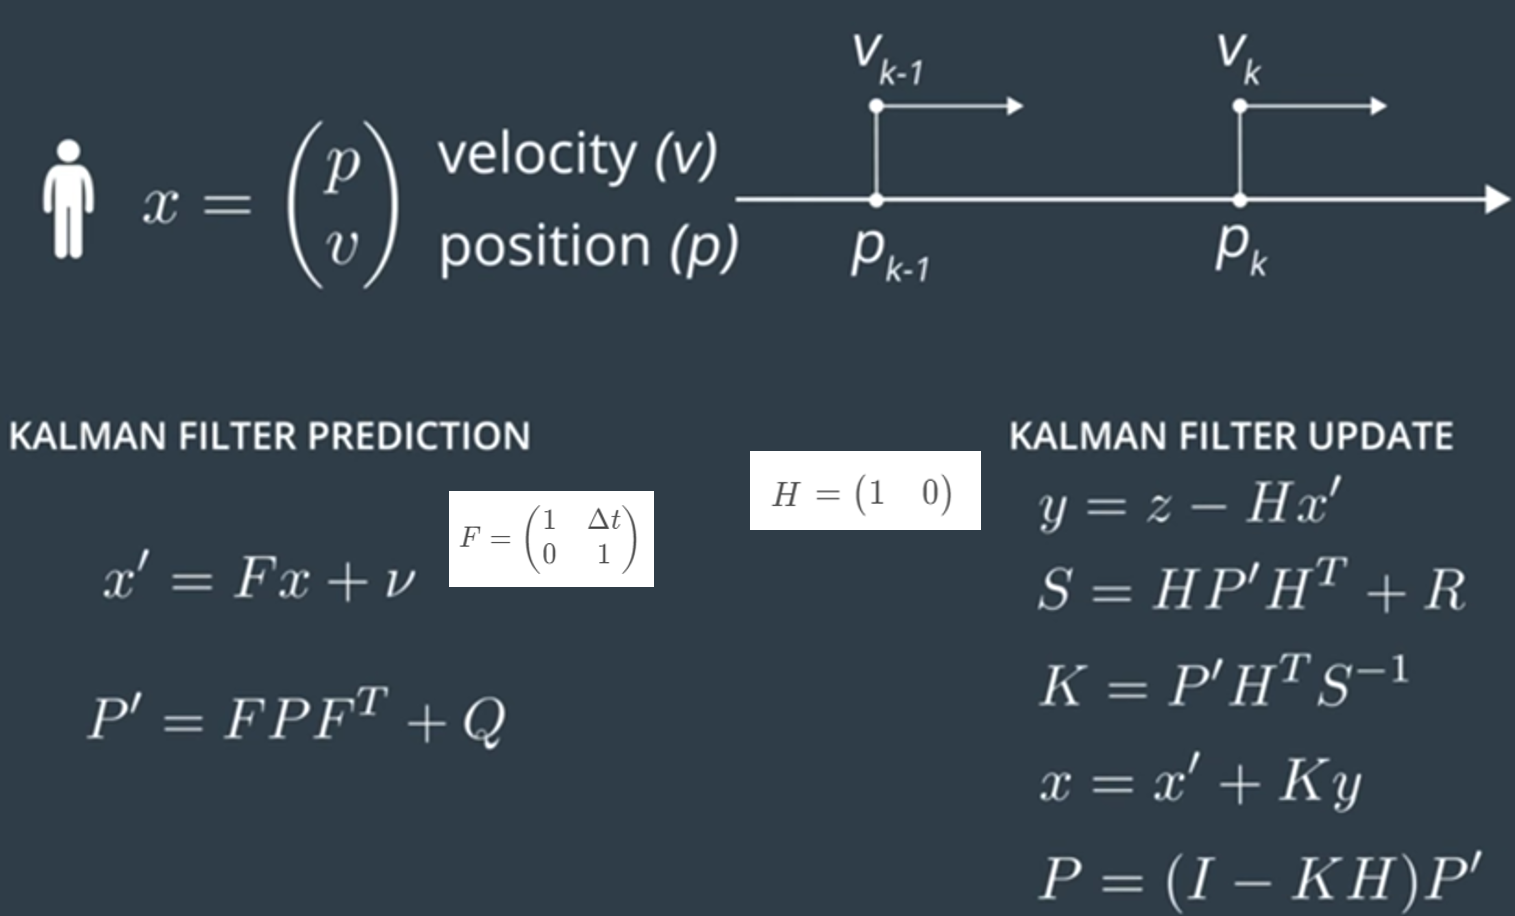 x = (p v)
velocity (v)
position (p)
v_{k-1}
v_k
p_{k-1}
p_k
KALMAN FILTER PREDICTION
F = (1 Δt 0 1)
x′ = Fx + ν
P′ = FPF^T + Q
H = (1 0)
KALMAN FILTER UPDATE
y = z − Hx′
S = HP′H^T + R
K = P′H^T S^{−1}
x = x′ + Ky
P = (I − KH)P′